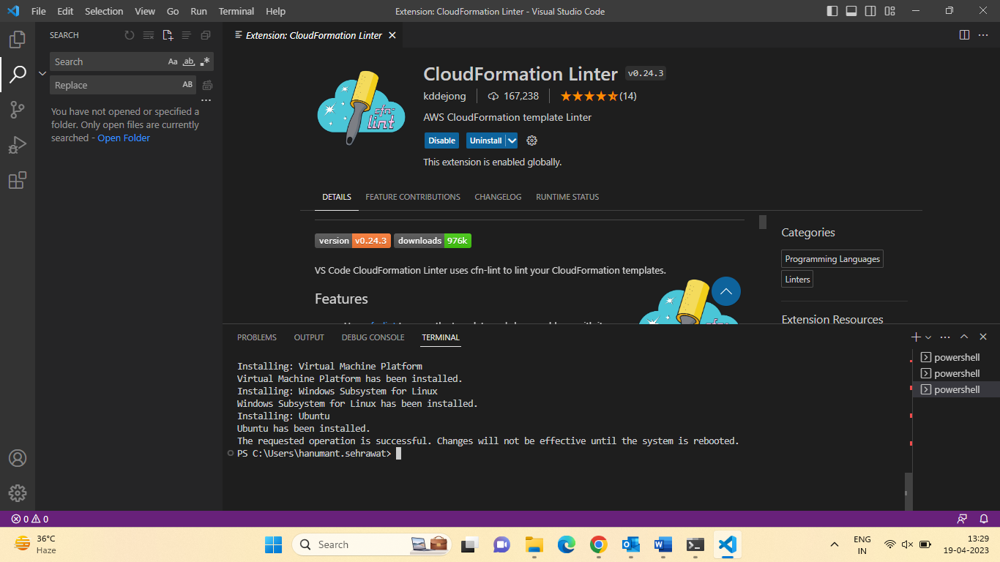 File Edit Selection View Go Run Terminal Help
Extension: CloudFormation Linter - Visual Studio Code
SEARCH
Search
Aa ab .*
Replace
AB
...
You have not opened or specified a
folder. Only open files are currently
searched - Open Folder
Extension: CloudFormation Linter
cfn-
lint
CloudFormation Linter v0.24.3
kddejong 167,238 (14)
AWS CloudFormation template Linter
Disable Uninstall
This extension is enabled globally.
DETAILS FEATURE CONTRIBUTIONS CHANGELOG RUNTIME STATUS
version v0.24.3 downloads 976k
VS Code CloudFormation Linter uses cfn-lint to lint your CloudFormation templates.
Features
Categories
Programming Languages
Linters
Extension Resources
PROBLEMS OUTPUT DEBUG CONSOLE TERMINAL
Installing: Virtual Machine Platform
Virtual Machine Platform has been installed.
Installing: Windows Subsystem for Linux
Windows Subsystem for Linux has been installed.
Installing: Ubuntu
Ubuntu has been installed.
The requested operation is successful. Changes will not be effective until the system is rebooted.
PS C:\Users\hanumant.sehrawat>
powershell
powershell
powershell
0 0
36°C
Haze
Search
ENG
IN
13:29
19-04-2023